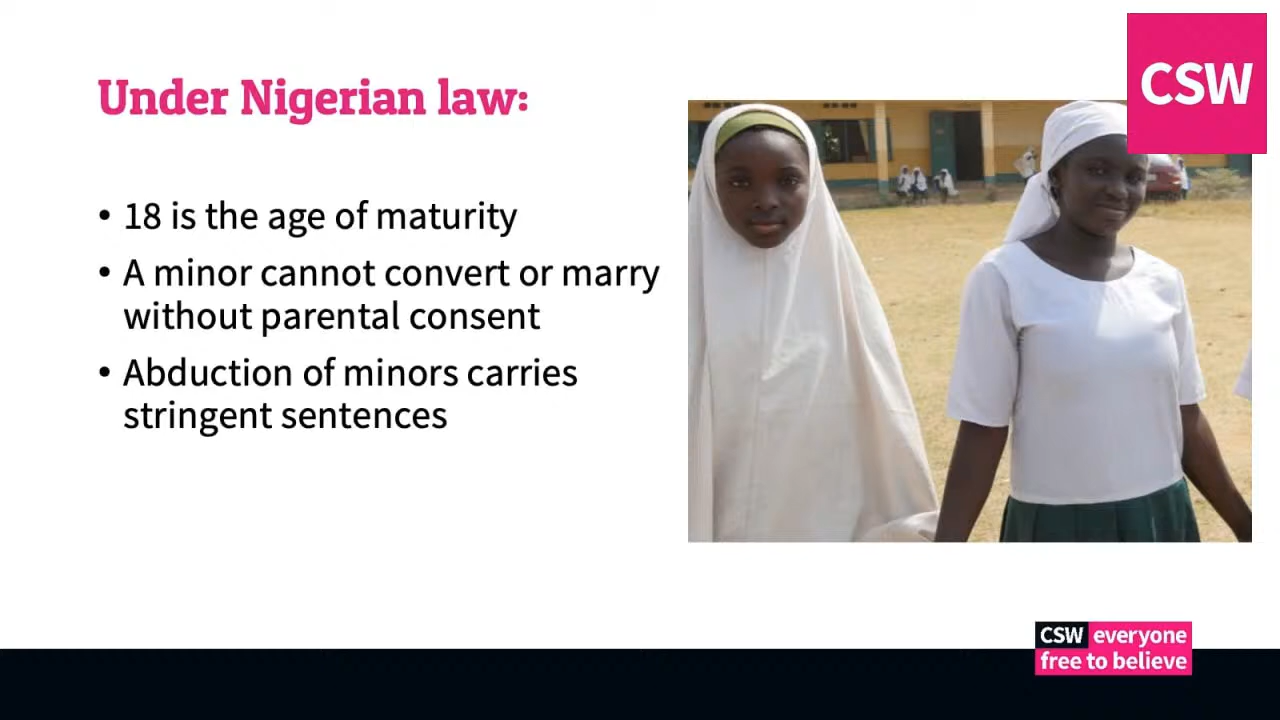 CSW
Under Nigerian law:
• 18 is the age of maturity
• A minor cannot convert or marry
without parental consent
• Abduction of minors carries
stringent sentences
CSW everyone
free to believe